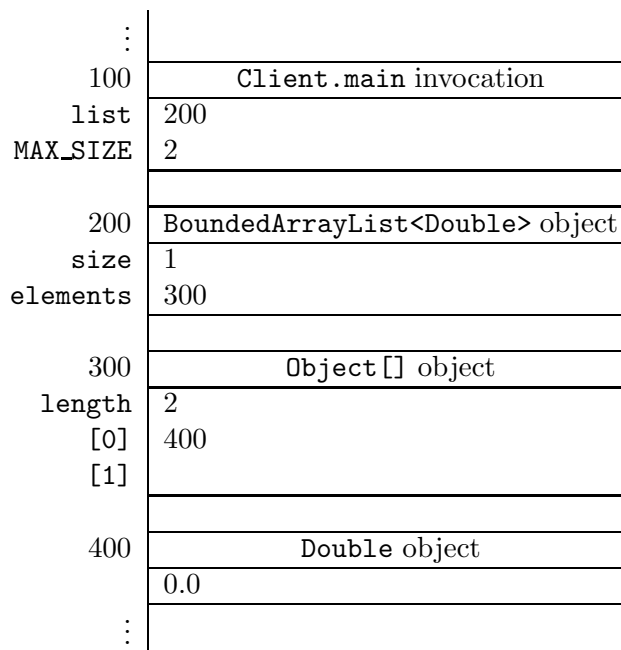 ⋮
100 Client.main invocation
list 200
MAX_SIZE 2
200 BoundedArrayList<Double> object
size 1
elements 300
300 Object[] object
length 2
[0] 400
[1]
400 Double object
0.0
⋮